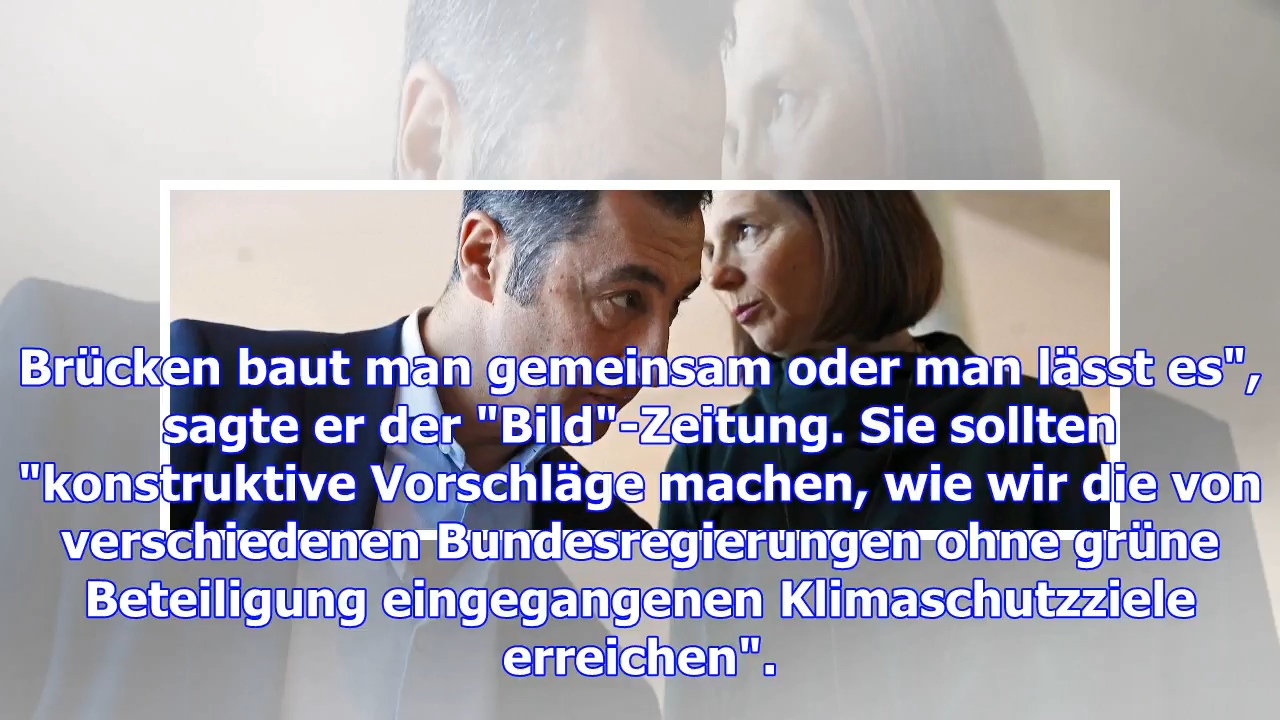 Brücken baut man gemeinsam oder man lässt es",
sagte er der "Bild"-Zeitung. Sie sollten
"konstruktive Vorschläge machen, wie wir die von
verschiedenen Bundesregierungen ohne grüne
Beteiligung eingegangenen Klimaschutzziele
erreichen".